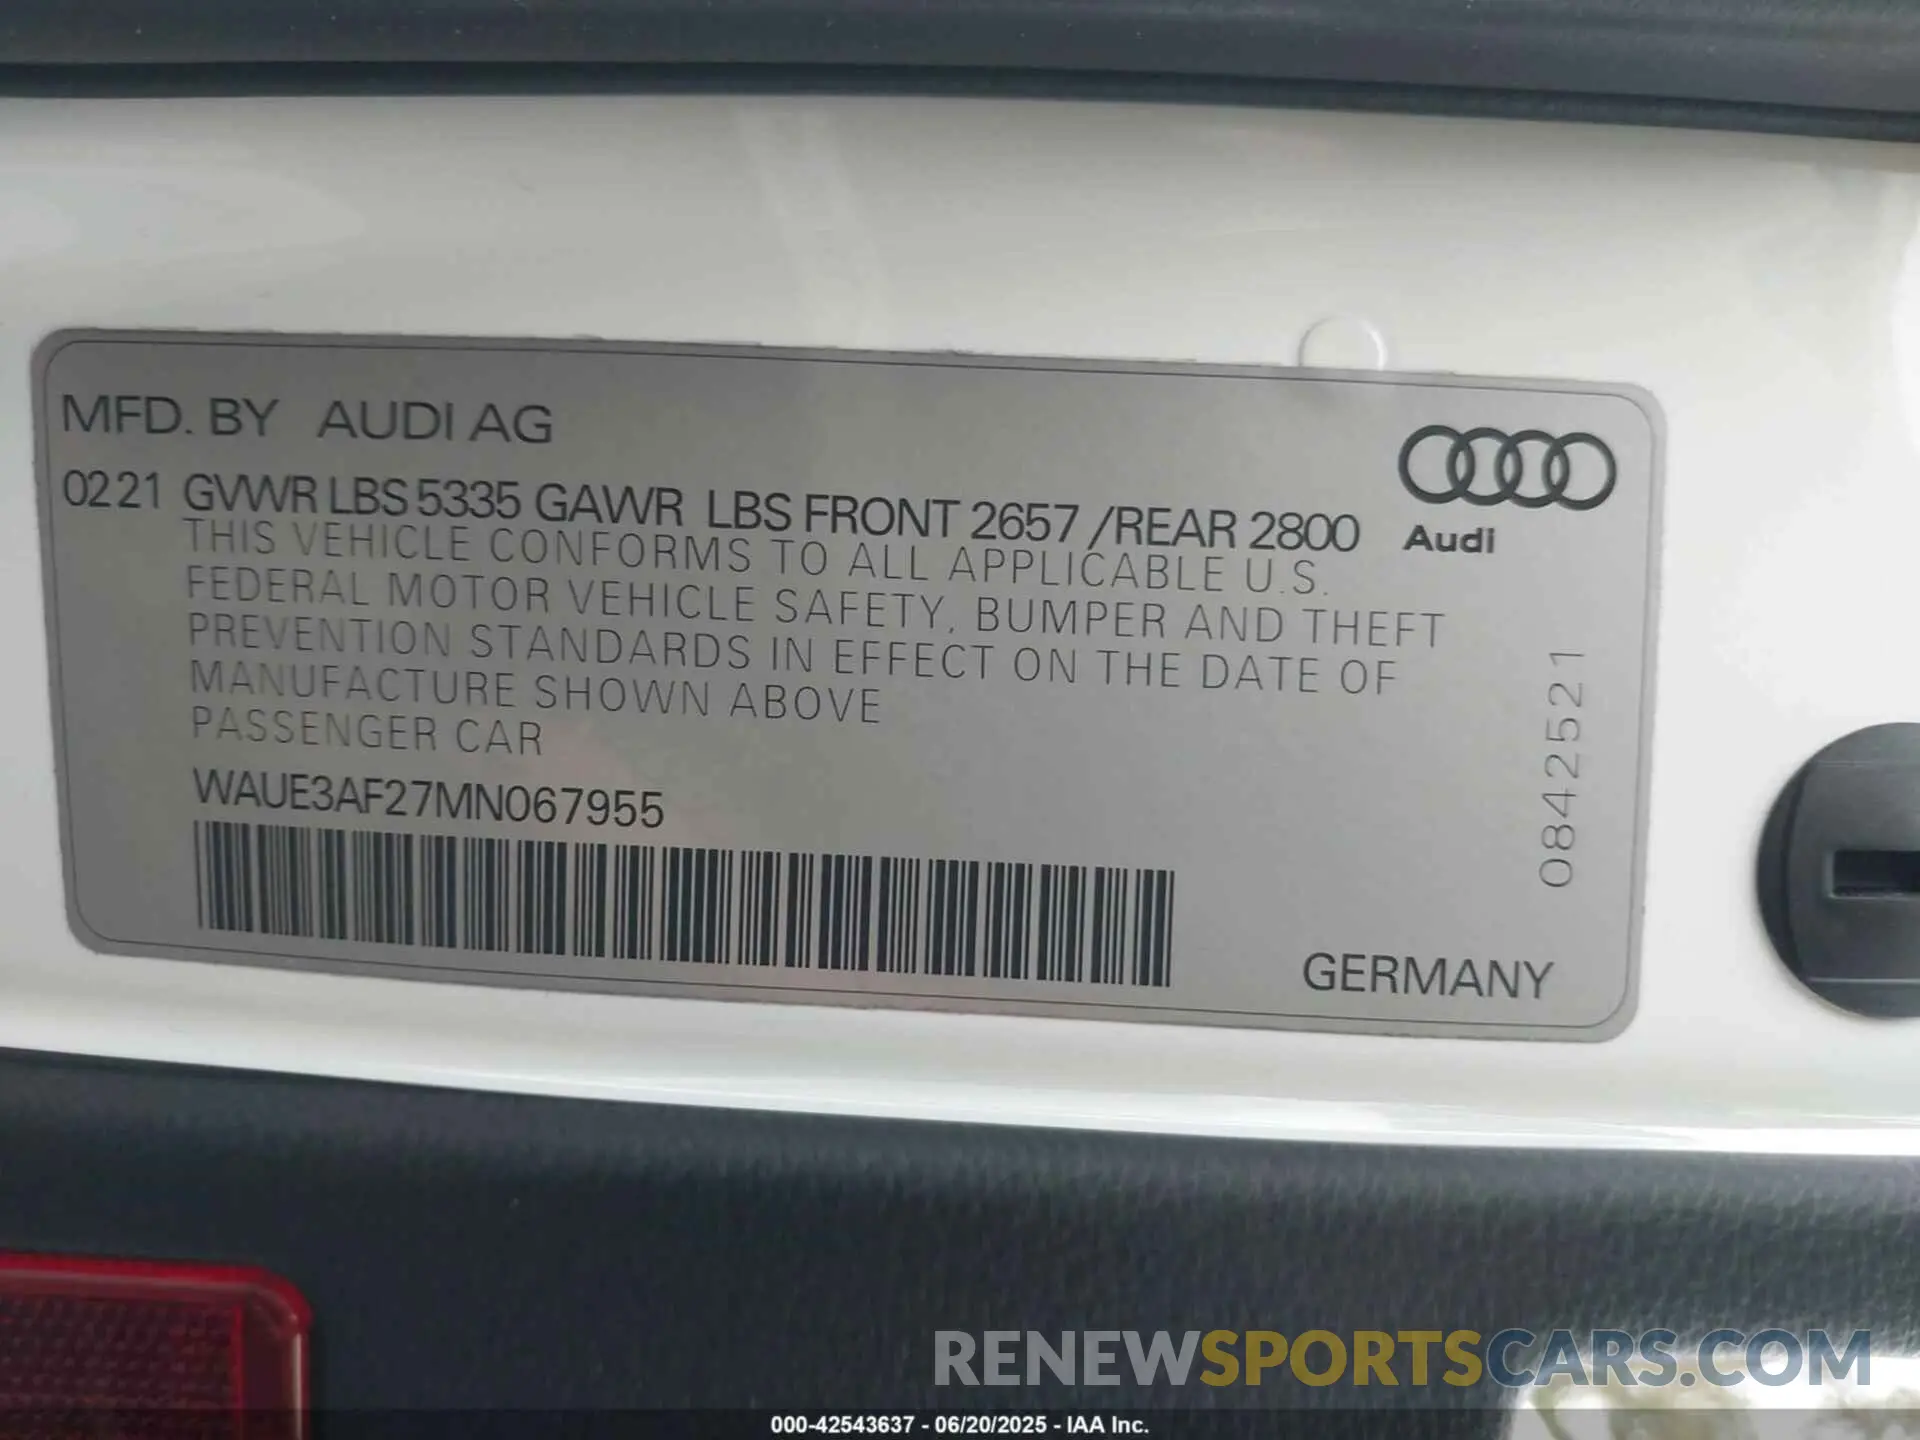 MFD. BY AUDI AG
0221 GVWR LBS 5335 GAWR LBS FRONT 2657 /REAR 2800
Audi
THIS VEHICLE CONFORMS TO ALL APPLICABLE U.S.
FEDERAL MOTOR VEHICLE SAFETY, BUMPER AND THEFT
PREVENTION STANDARDS IN EFFECT ON THE DATE OF
MANUFACTURE SHOWN ABOVE
PASSENGER CAR
WAUE3AF27MN067955
0842521
GERMANY
RENEWSPORTSCARS.COM
000-42543637 - 06/20/2025 - IAA Inc.